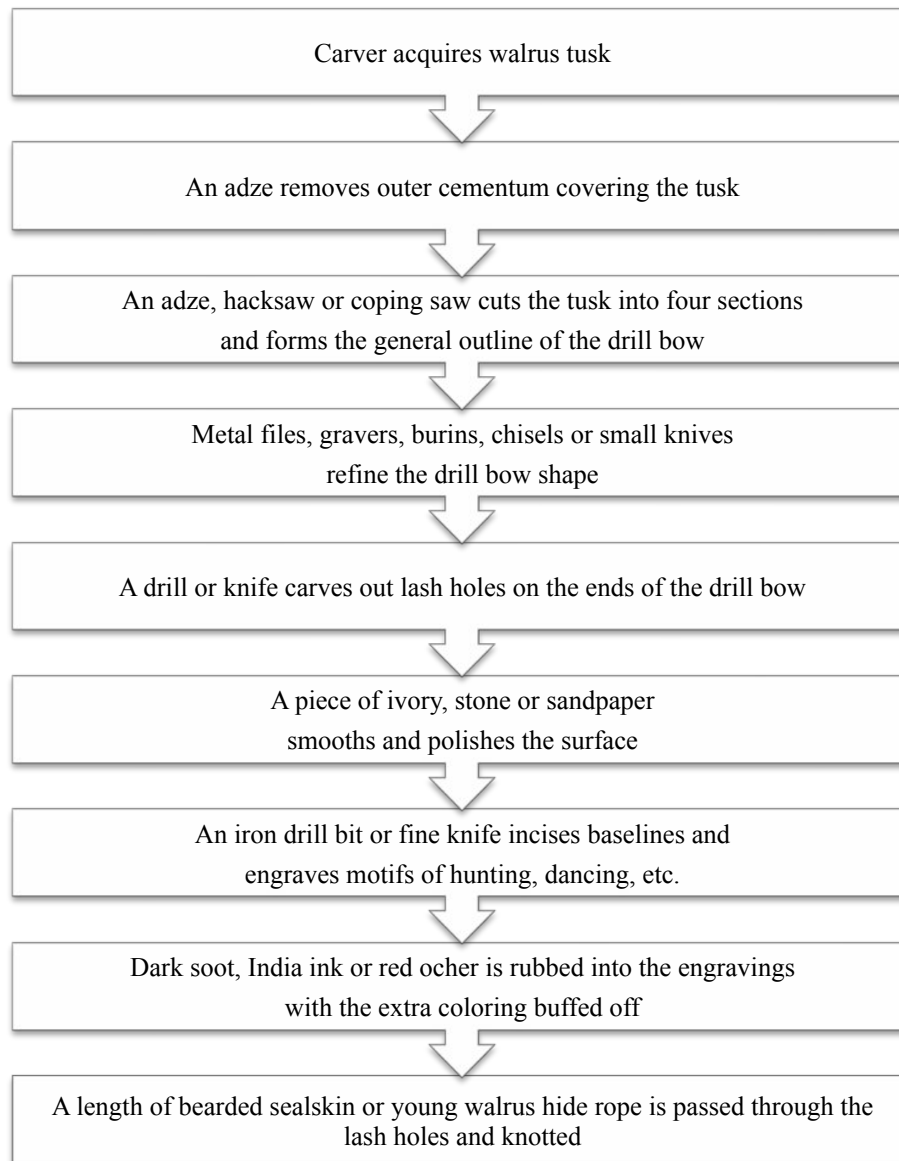 Carver acquires walrus tusk
An adze removes outer cementum covering the tusk
An adze, hacksaw or coping saw cuts the tusk into four sections
and forms the general outline of the drill bow
Metal files, gravers, burins, chisels or small knives
refine the drill bow shape
A drill or knife carves out lash holes on the ends of the drill bow
A piece of ivory, stone or sandpaper
smooths and polishes the surface
An iron drill bit or fine knife incises baselines and
engraves motifs of hunting, dancing, etc.
Dark soot, India ink or red ocher is rubbed into the engravings
with the extra coloring buffed off
A length of bearded sealskin or young walrus hide rope is passed through the
lash holes and knotted